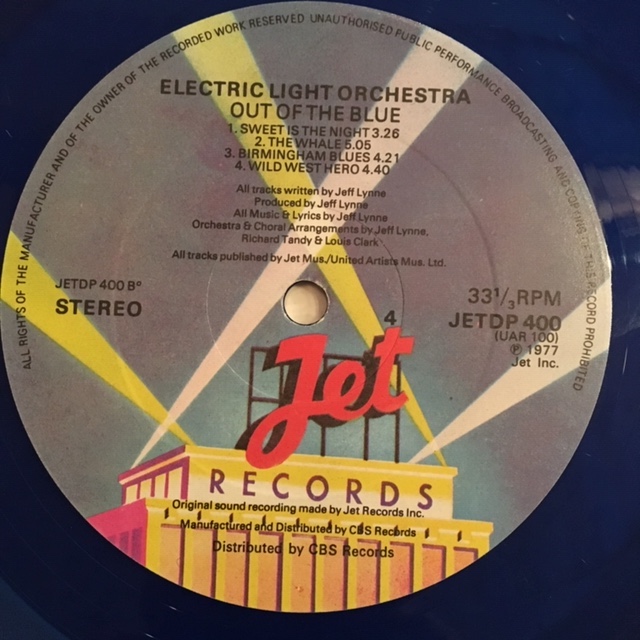 ALL RIGHTS OF THE MANUFACTURER AND OF THE OWNER OF THE RECORDED WORK RESERVED UNAUTHORISED PUBLIC PERFORMANCE BROADCASTING AND COPYING OF THIS RECORD PROHIBITED
ELECTRIC LIGHT ORCHESTRA
OUT OF THE BLUE
1. SWEET IS THE NIGHT 3.26
2. THE WHALE 5.05
3. BIRMINGHAM BLUES 4.21
4. WILD WEST HERO 4.40
All tracks written by Jeff Lynne
Produced by Jeff Lynne
All Music & Lyrics by Jeff Lynne
Orchestra & Choral Arrangements by Jeff Lynne,
Richard Tandy & Louis Clark
All tracks published by Jet Mus./United Artists Mus. Ltd.
JETDP 400 Bº
STEREO
33⅓ RPM
4
JETDP 400
(UAR 100)
℗ 1977
Jet Inc.
Jet
RECORDS
Original sound recording made by Jet Records Inc.
Manufactured and Distributed by CBS Records
Distributed by CBS Records